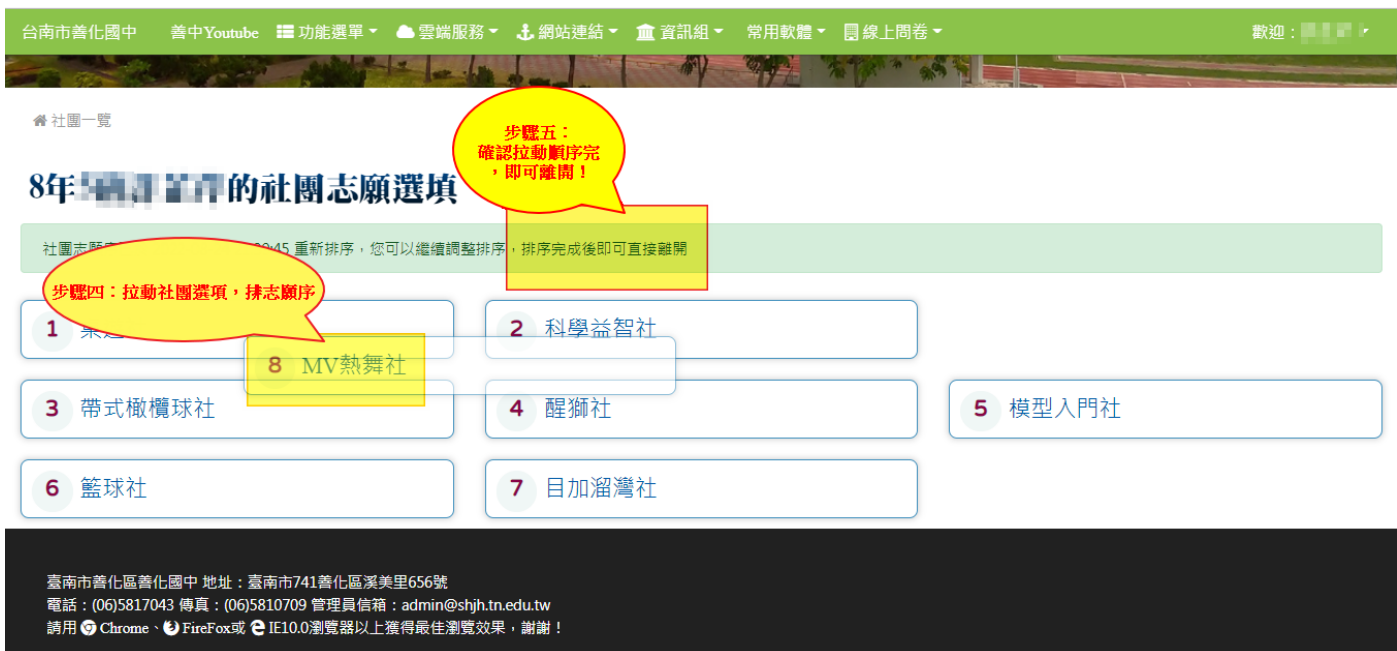 台南市善化國中 善中Youtube 功能選單 雲端服務 網站連結 資訊組 常用軟體 線上問卷 歡迎：
社團一覽
步驟五：
確認拉動順序完
，即可離開！
8年 的社團志願選填
社團志願 :45 重新排序，您可以繼續調整排序，排序完成後即可直接離開
步驟四：拉動社團選項，排志願序
1
2 科學益智社
8 MV熱舞社
3 帶式橄欖球社
4 醒獅社
5 模型入門社
6 籃球社
7 目加溜灣社
臺南市善化區善化國中 地址：臺南市741善化區溪美里656號
電話：(06)5817043 傳真：(06)5810709 管理員信箱：admin@shjh.tn.edu.tw
請用 Chrome、 FireFox或 IE10.0瀏覽器以上獲得最佳瀏覽效果，謝謝！